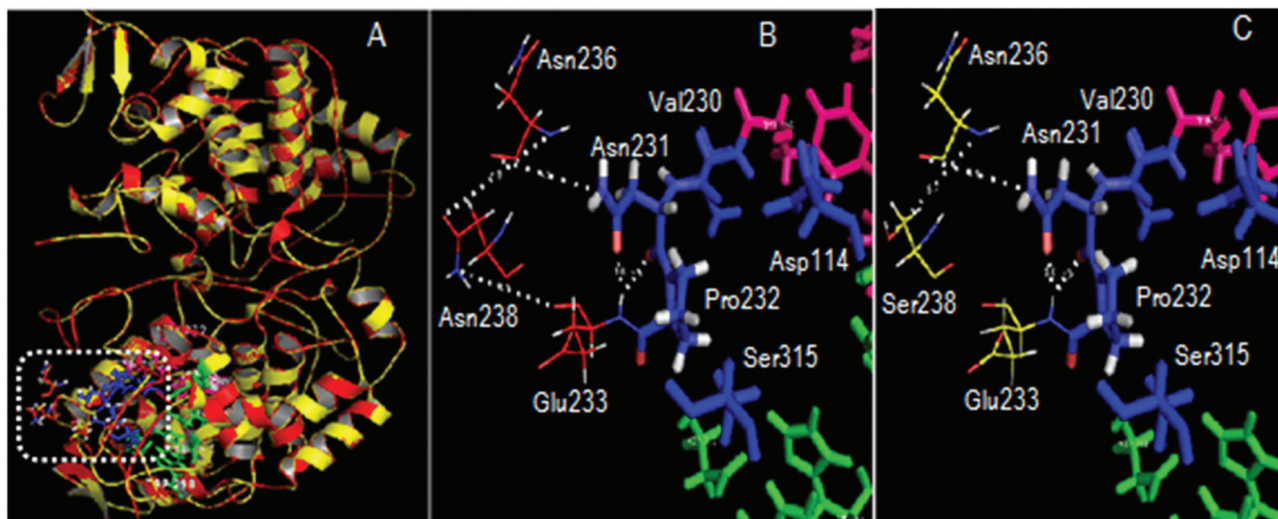 A
B
Asn236
Val230
Asn231
Asp114
Asn238
Pro232
Ser315
Glu233
C
Asn236
Val230
Asn231
Asp114
Ser238
Pro232
Ser315
Glu233